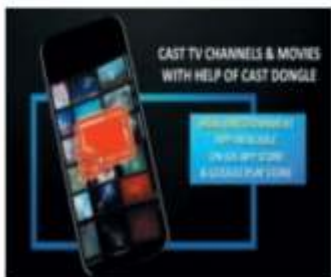 CAST TV CHANNELS & MOVIES
WITH HELP OF CAST DONGLE
APP AVAILABLE
ON IOS APP STORE
& GOOGLE PLAY STORE